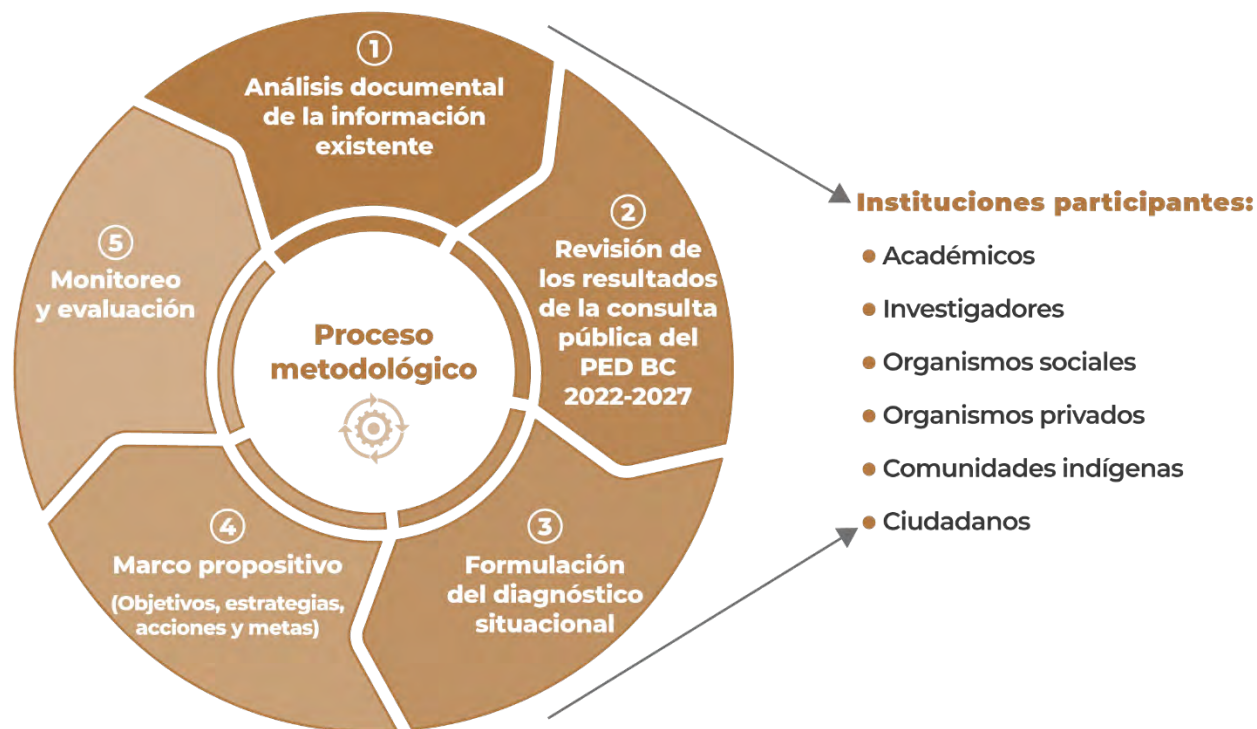 1
Análisis documental
de la información
existente
2
Revisión de
los resultados
de la consulta
pública del
PED BC
2022-2027
3
Formulación
del diagnóstico
situacional
4
Marco propositivo
(Objetivos, estrategias,
acciones y metas)
5
Monitoreo
y evaluación
Proceso
metodológico
Instituciones participantes:
Académicos
Investigadores
Organismos sociales
Organismos privados
Comunidades indígenas
Ciudadanos